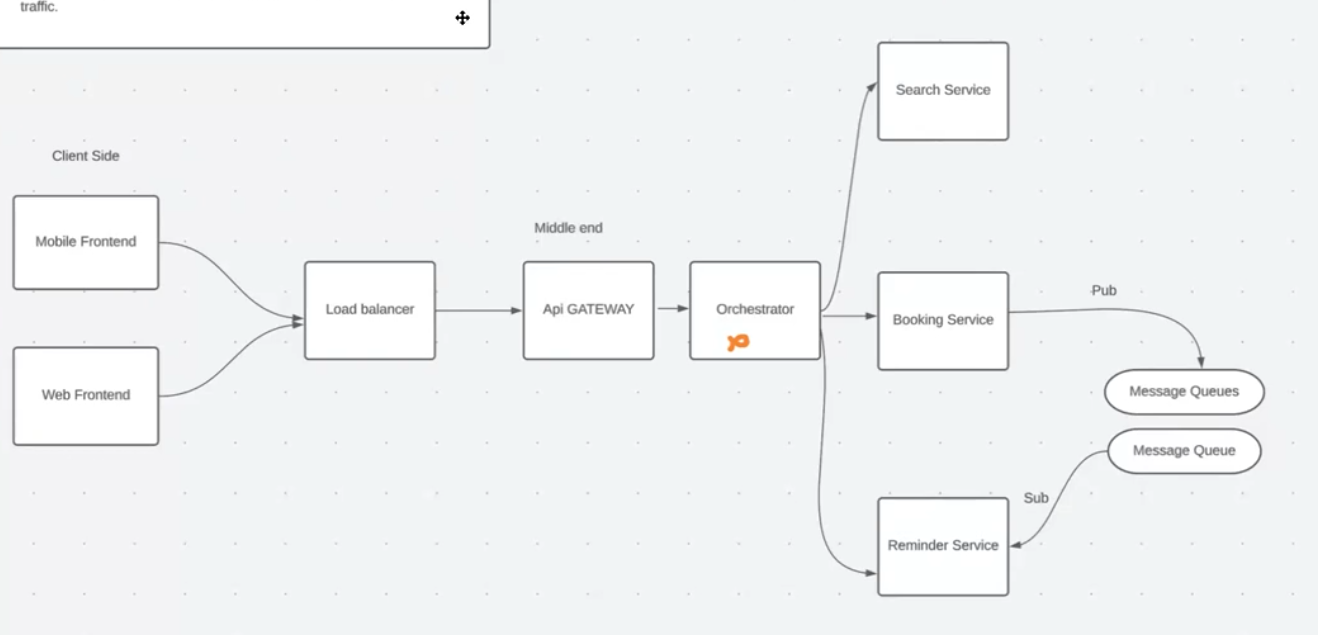 traffic.
Client Side
Mobile Frontend
Web Frontend
Load balancer
Middle end
Api GATEWAY
Orchestrator
Search Service
Booking Service
Pub
Message Queues
Message Queue
Sub
Reminder Service